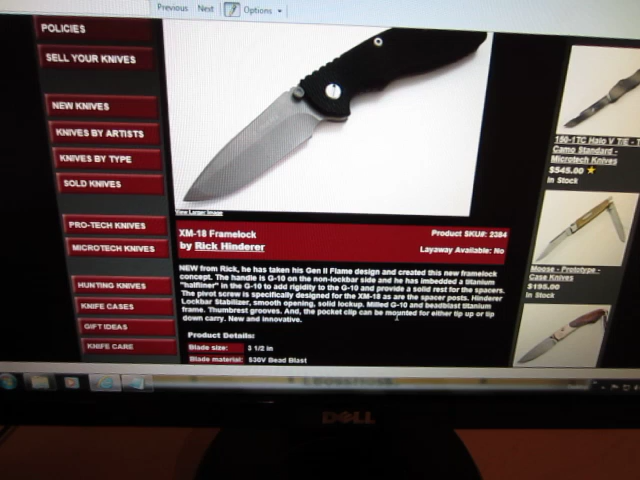 Previous Next Options
POLICIES
SELL YOUR KNIVES
NEW KNIVES
KNIVES BY ARTISTS
KNIVES BY TYPE
SOLD KNIVES
PRO-TECH KNIVES
MICROTECH KNIVES
HUNTING KNIVES
KNIFE CASES
GIFT IDEAS
KNIFE CARE
View Larger Image
XM-18 Framelock
by Rick Hinderer
Product SKU#: 2384
Layaway Available: No
NEW from Rick, he has taken his Gen II Flame design and created this new framelock
concept. The handle is G-10 on the non-lockbar side and he has imbedded a titanium
"halfliner" in the G-10 to add rigidity to the G-10 and provide a solid rest for the spacers.
The pivot screw is specifically designed for the XM-18 as are the spacer posts. Hinderer
Lockbar Stabilizer, smooth opening, solid lockup. Milled G-10 and beadblast titanium
frame. Thumbrest grooves. And, the pocket clip can be mounted for either tip up or tip
down carry. New and innovative.
Product Details:
Blade size: 3 1/2 in
Blade material: S30V Bead Blast
150-1TC Halo V T/E - T
Camo Standard -
Microtech Knives
$545.00
In Stock
Moose - Prototype -
Case Knives
$195.00
In Stock
DELL